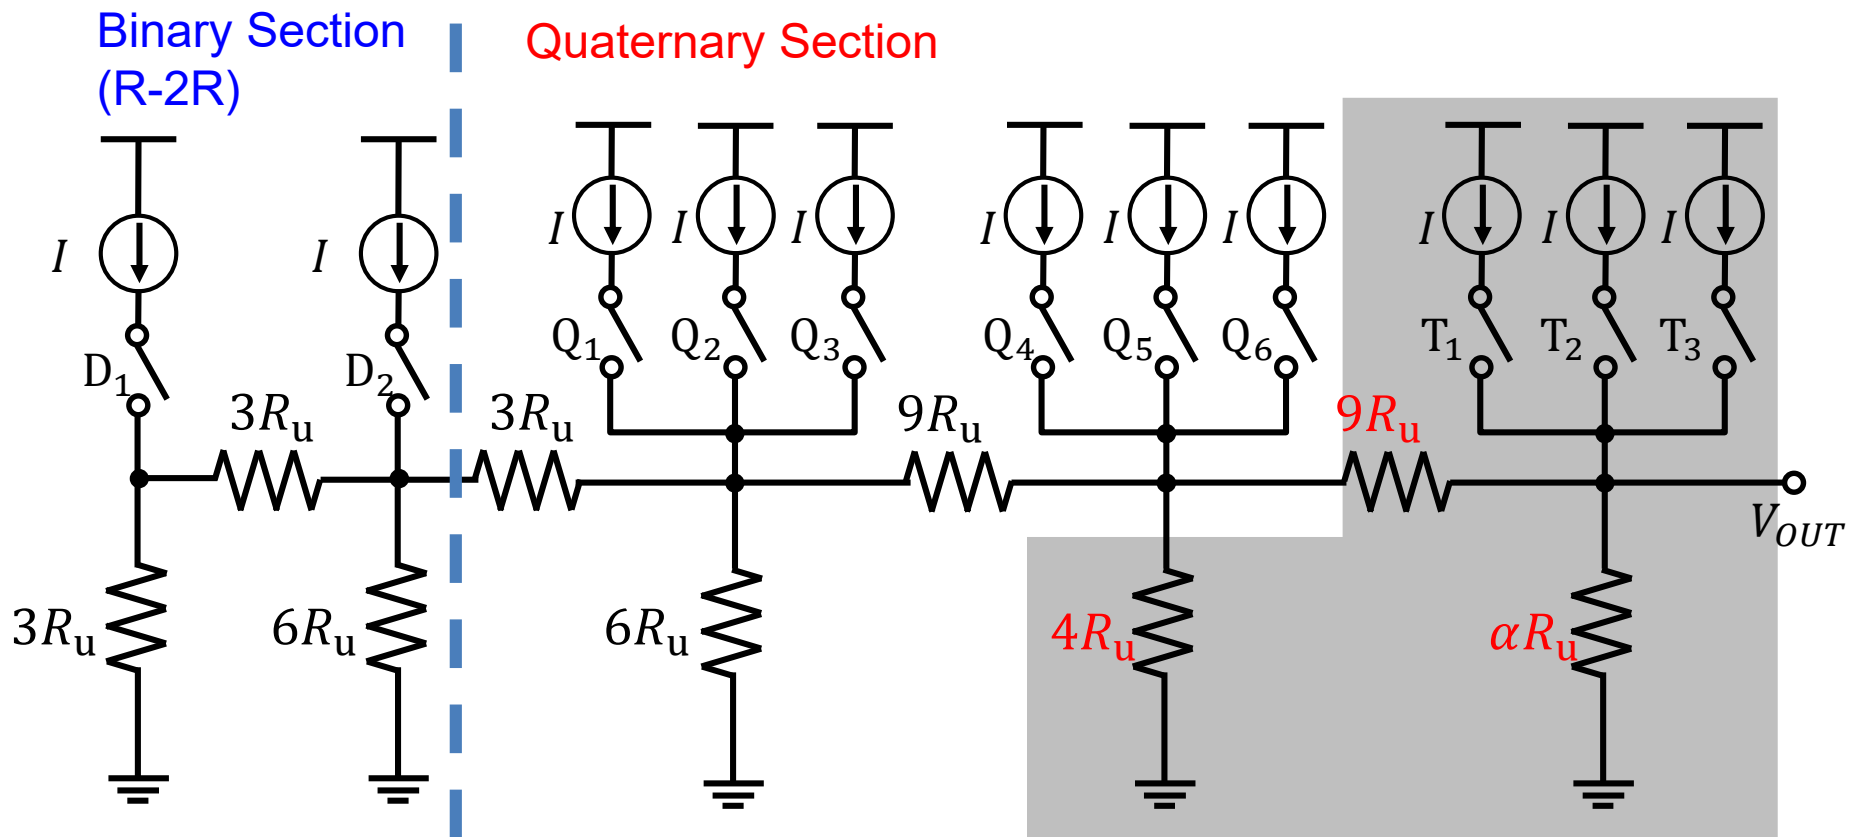 Binary Section
(R-2R)
Quaternary Section
I
I
I
I
I
I
I
I
I
I
I
D₁
D₂
Q₁
Q₂
Q₃
Q₄
Q₅
Q₆
T₁
T₂
T₃
3Rᵤ
3Rᵤ
9Rᵤ
9Rᵤ
V_OUT
3Rᵤ
6Rᵤ
6Rᵤ
4Rᵤ
αRᵤ